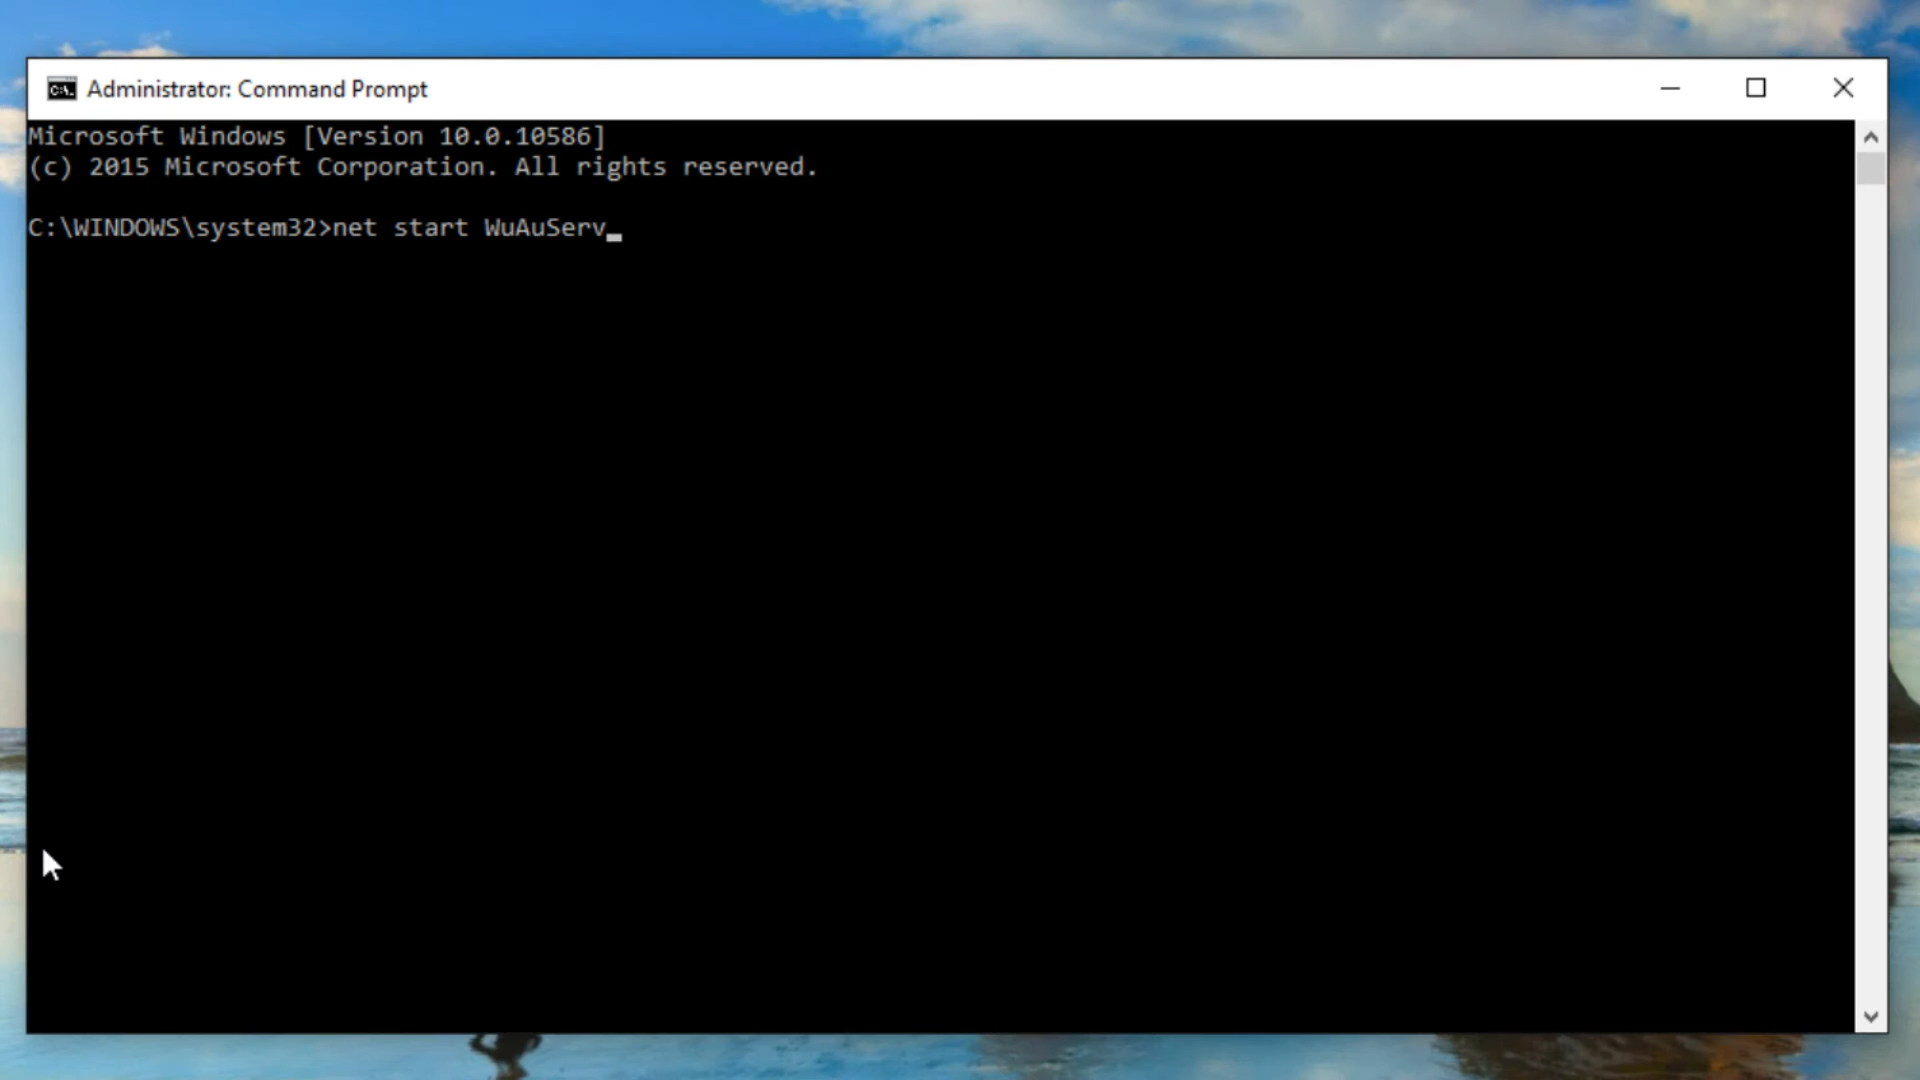 Administrator: Command Prompt
Microsoft Windows [Version 10.0.10586]
(c) 2015 Microsoft Corporation. All rights reserved.
C:\WINDOWS\system32>net start WuAuServ